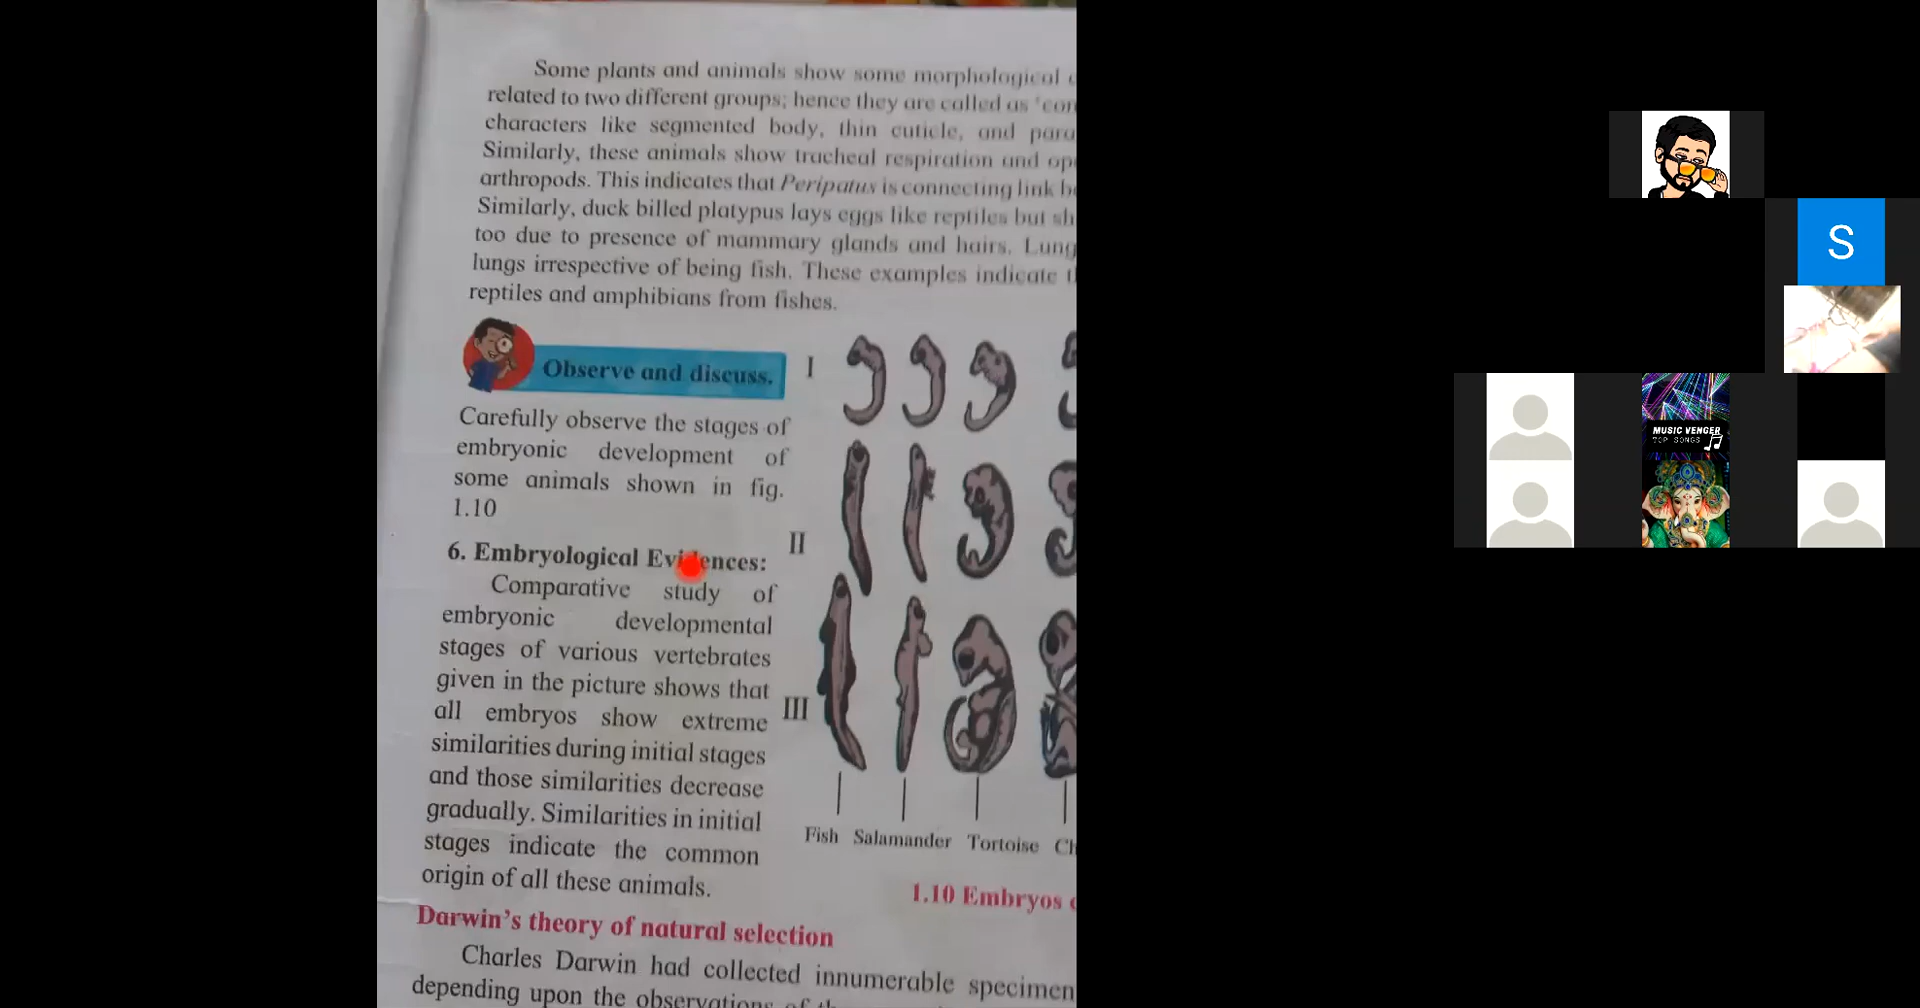 Some plants and animals show some morphological
related to two different groups; hence they are called as 'con
characters like segmented body, thin cuticle, and para
Similarly, these animals show tracheal respiration and op
arthropods. This indicates that Peripatus is connecting link b
Similarly, duck billed platypus lays eggs like reptiles but sh
too due to presence of mammary glands and hairs. Lung
lungs irrespective of being fish. These examples indicate t
reptiles and amphibians from fishes.
Observe and discuss.
Carefully observe the stages of
embryonic development of
some animals shown in fig.
1.10
6. Embryological Evidences:
Comparative study of
embryonic developmental
stages of various vertebrates
given in the picture shows that
all embryos show extreme
similarities during initial stages
and those similarities decrease
gradually. Similarities in initial
stages indicate the common
origin of all these animals.
I
II
III
Fish Salamander Tortoise Ch
1.10 Embryos
Darwin's theory of natural selection
Charles Darwin had collected innumerable specimen
depending upon the observations of
S
MUSIC VENGER
TOP SONGS